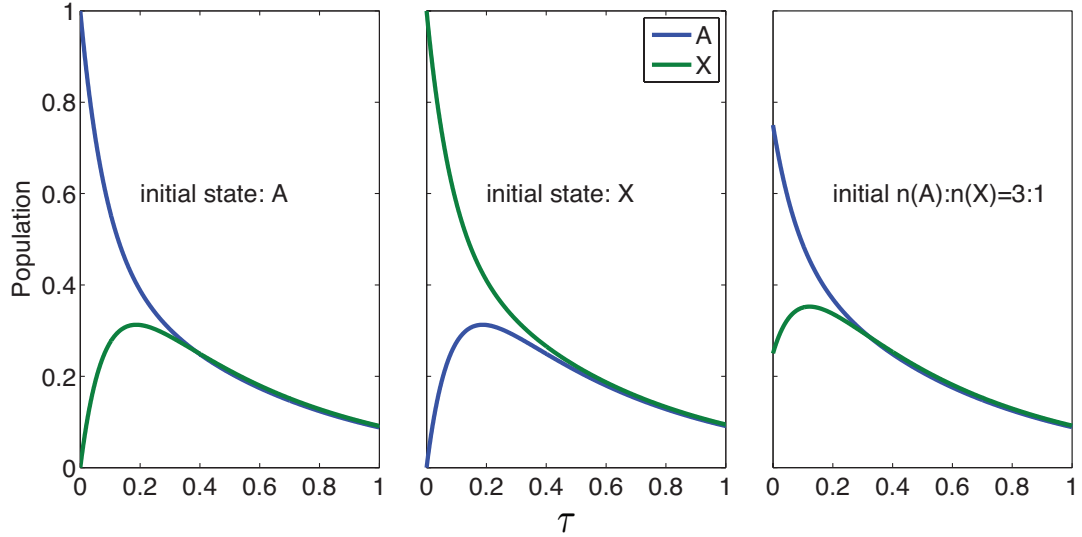 Population
1
0.8
0.6
0.4
0.2
0
initial state: A
0 0.2 0.4 0.6 0.8 1
A
X
initial state: X
0 0.2 0.4 0.6 0.8 1
τ
initial n(A):n(X)=3:1
0 0.2 0.4 0.6 0.8 1